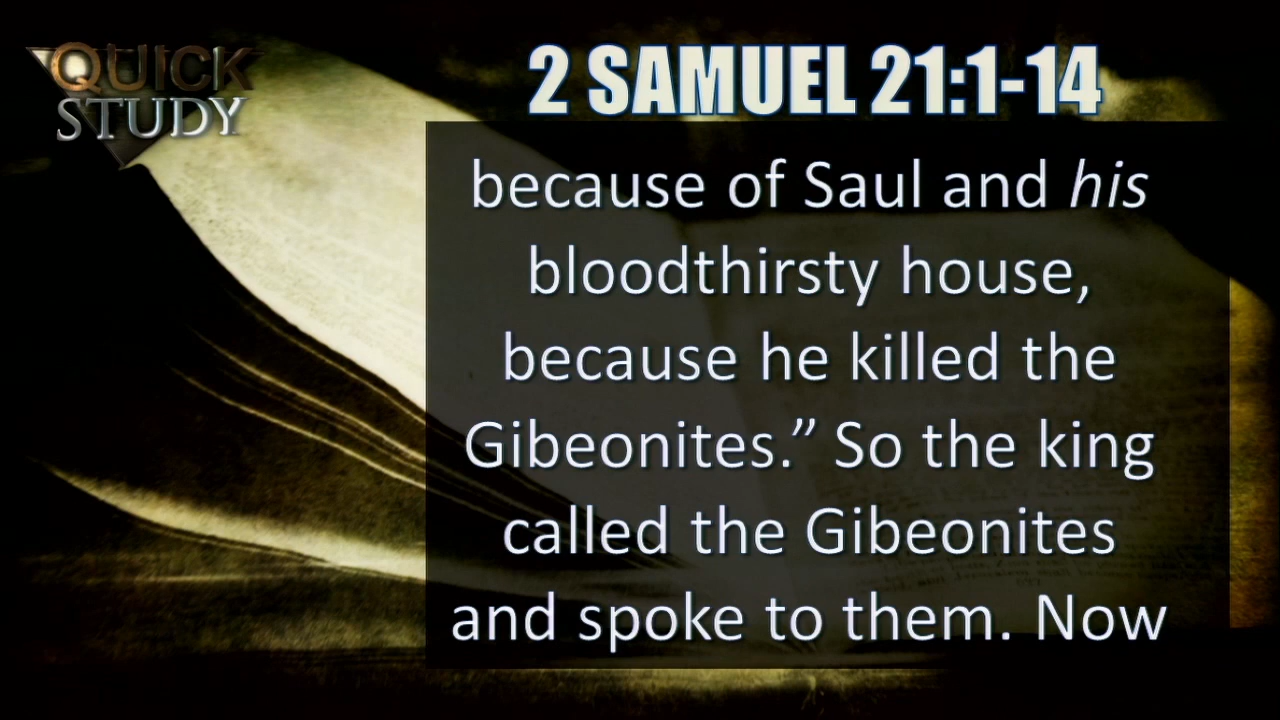 QUICK
STUDY
2 SAMUEL 21:1-14
because of Saul and his
bloodthirsty house,
because he killed the
Gibeonites.” So the king
called the Gibeonites
and spoke to them. Now